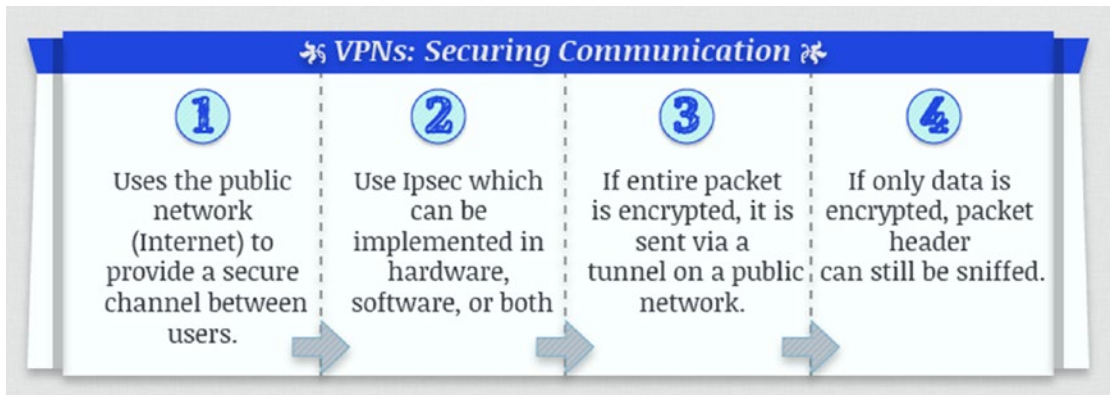 VPNs: Securing Communication
1
Uses the public
network
(Internet) to
provide a secure
channel between
users.
2
Use Ipsec which
can be
implemented in
hardware,
software, or both
3
If entire packet
is encrypted, it is
sent via a
tunnel on a public
network.
4
If only data is
encrypted, packet
header
can still be sniffed.